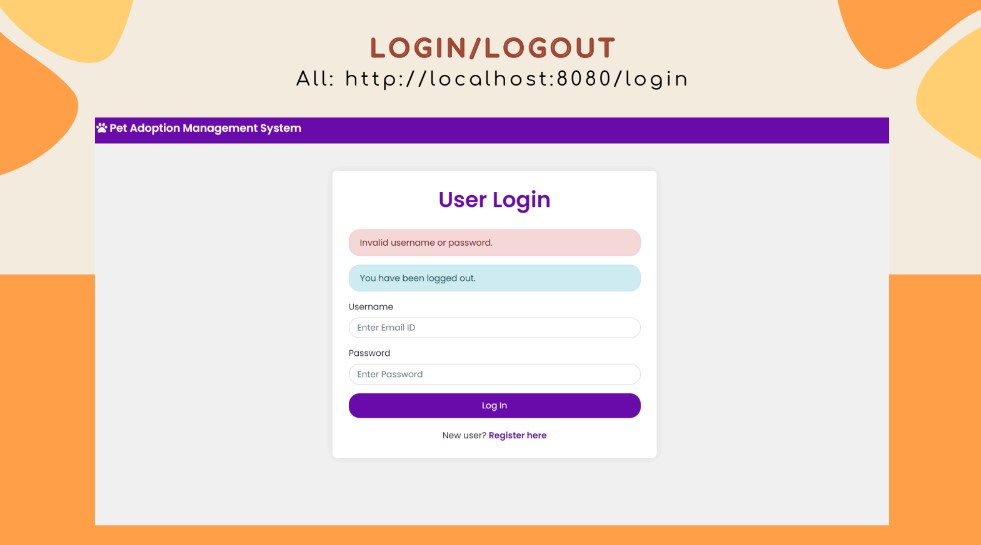 LOGIN/LOGOUT
All: http://localhost:8080/login
Pet Adoption Management System
User Login
Invalid username or password.
You have been logged out.
Username
Enter Email ID
Password
Enter Password
Log In
New user? Register here